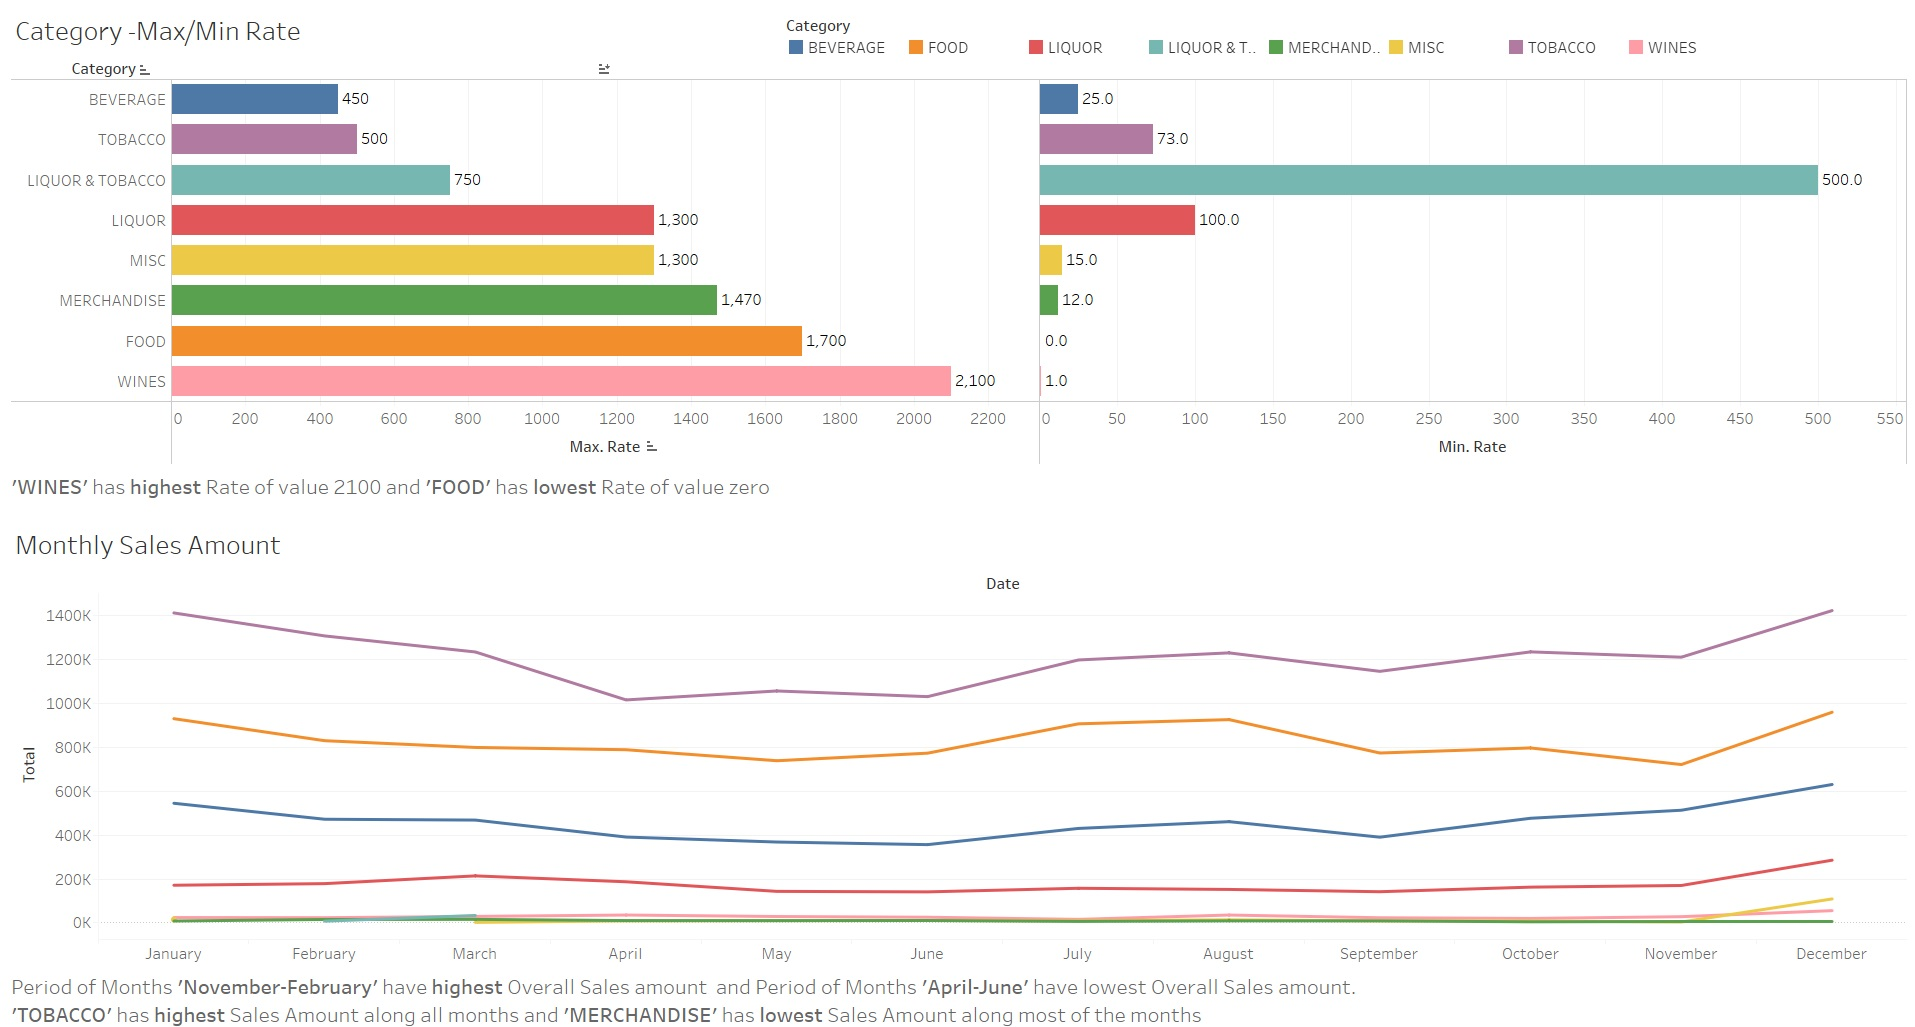 Category -Max/Min Rate
Category
BEVERAGE FOOD LIQUOR LIQUOR & T.. MERCHAND.. MISC TOBACCO WINES
Category
BEVERAGE 450 25.0
TOBACCO 500 73.0
LIQUOR & TOBACCO 750 500.0
LIQUOR 1,300 100.0
MISC 1,300 15.0
MERCHANDISE 1,470 12.0
FOOD 1,700 0.0
WINES 2,100 1.0
0 200 400 600 800 1000 1200 1400 1600 1800 2000 2200 0 50 100 150 200 250 300 350 400 450 500 550
Max. Rate Min. Rate
'WINES' has highest Rate of value 2100 and 'FOOD' has lowest Rate of value zero
Monthly Sales Amount
Date
Total
1400K
1200K
1000K
800K
600K
400K
200K
0K
January February March April May June July August September October November December
Period of Months 'November-February' have highest Overall Sales amount and Period of Months 'April-June' have lowest Overall Sales amount.
'TOBACCO' has highest Sales Amount along all months and 'MERCHANDISE' has lowest Sales Amount along most of the months